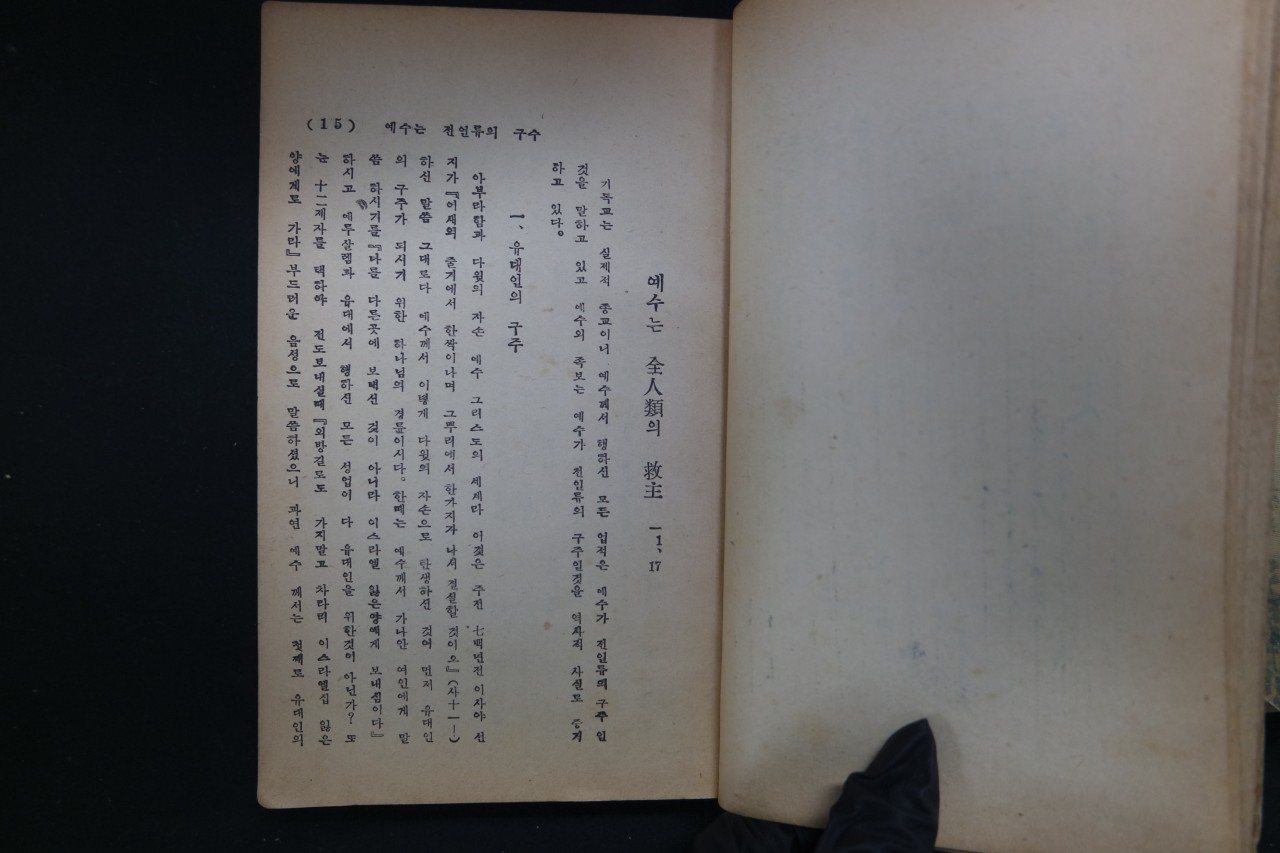 (15) 예수는 전인류의 구수
예수는 全人類의 救主 一1、17
기독교는 실제적 종교이니 예수께서 행하신 모든 업적은 예수가 전인류의 구주인
것을 말하고 있고 예수의 족보는 예수가 전인류의 구주일것을 역사적 사실로 증거
하고 있다。
一、유대인의 구주
아부라함과 다윗의 자손 예수 그리스도의 세계라 이것은 주전 七백년전 이사야 선
지가『이새의 줄기에서 한싹이나며 그뿌리에서 한가지가 나서 결실할 것이오』(사十一ㅣ)
하신 말씀 그대로다 예수께서 이렇게 다윗의 자손으로 탄생하신 것어 먼저 유대인
의 구주가 되시기 위한 하나님의 경륜이시다。한때는 예수께서 가나안 여인에게 말
씀 하시기를『나를 다른곳에 보내신 것이 아니라 이스라엘 잃은양에게 보내심이다』
하시고 예루살렘과 유대에서 행하신 모든 성업이 다 유대인을 위한것이 아닌가? 또
는 十二제자를 택하야 전도보내실때『외방길로도 가지말고 차라리 이스라엘집 잃은
양에게로 가라』부드러운 음성으로 말씀하셨으니 과연 예수 께서는 첫째로 유대인의